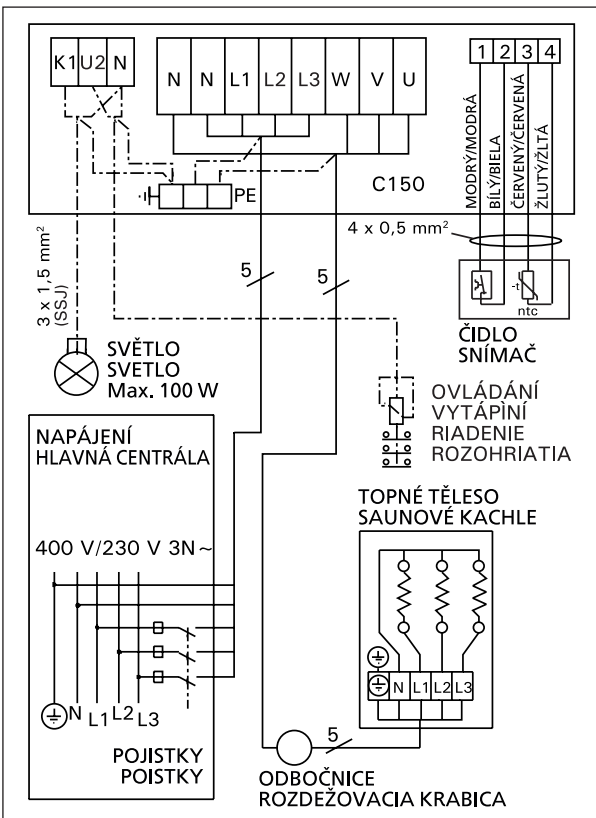 K1 U2 N
N N L1 L2 L3 W V U
1 2 3 4
MODRÝ/MODRÁ
BÍLÝ/BIELA
ČERVENÝ/ČERVENÁ
ŽLUTÝ/ŽLTÁ
PE
C150
4 x 0,5 mm²
3 x 1,5 mm²
(SSJ)
5
5
-t
ntc
ČIDLO
SNÍMAČ
SVĚTLO
SVETLO
Max. 100 W
OVLÁDÁNÍ
VYTÁPÌNÍ
RIADENIE
ROZOHRIATIA
NAPÁJENÍ
HLAVNÁ CENTRÁLA
400 V/230 V 3N ~
N L1 L2 L3
POJISTKY
POISTKY
TOPNÉ TĚLESO
SAUNOVÉ KACHLE
N L1 L2 L3
5
ODBOČNICE
ROZDEŽOVACIA KRABICA